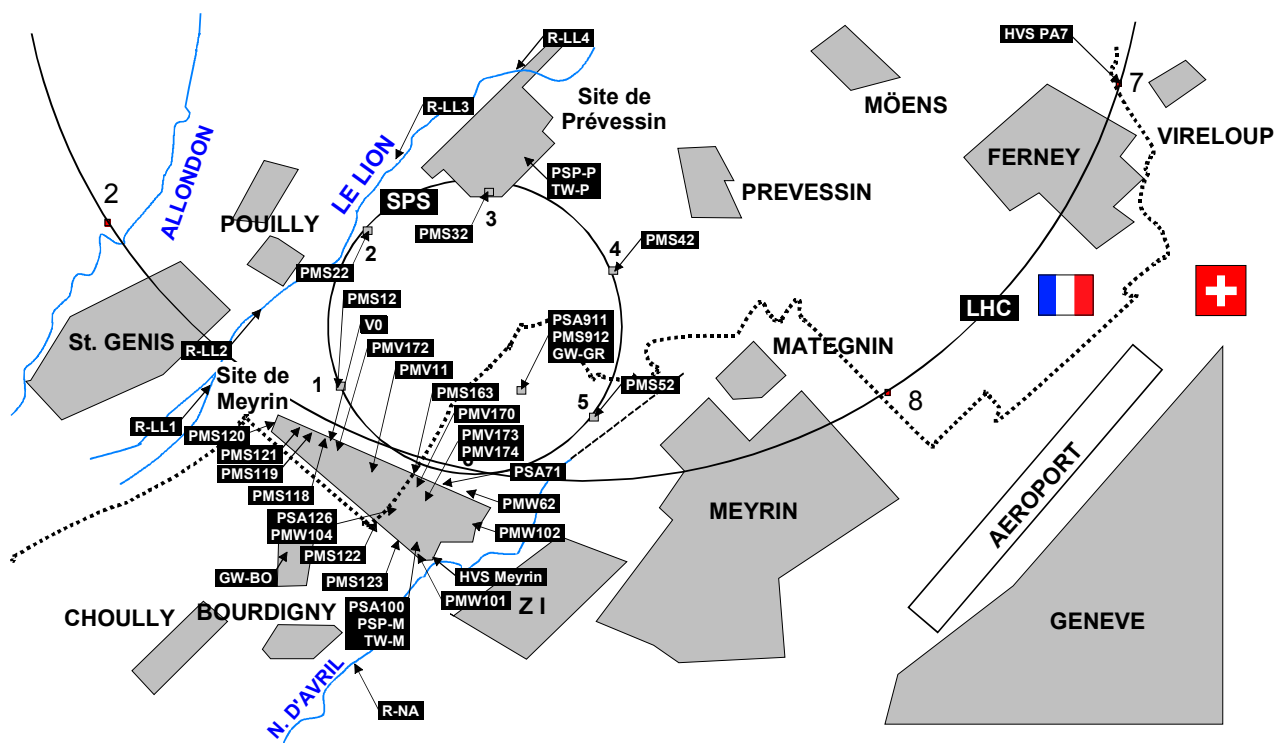 HVS PA7
R-LL4
7
Site de
Prévessin
MÖENS
R-LL3
VIRELOUP
ALLONDON
LE LION
FERNEY
PSP-P
TW-P
PREVESSIN
SPS
2
3
POUILLY
PMS32
4
PMS42
2
PMS22
PMS12
LHC
V0
PSA911
PMS912
GW-GR
St. GENIS
R-LL2
PMV172
MATEGNIN
Site de
Meyrin
PMV11
1
PMS163
PMS52
8
PMV170
5
R-LL1
PMS120
PMV173
PMV174
6
PMS121
PMS119
PSA71
PMS118
PMW62
AEROPORT
PSA126
PMW104
MEYRIN
PMW102
PMS122
GW-BO
PMS123
HVS Meyrin
PMW101
Z I
CHOULLY
BOURDIGNY
PSA100
PSP-M
TW-M
GENEVE
N. D'AVRIL
R-NA